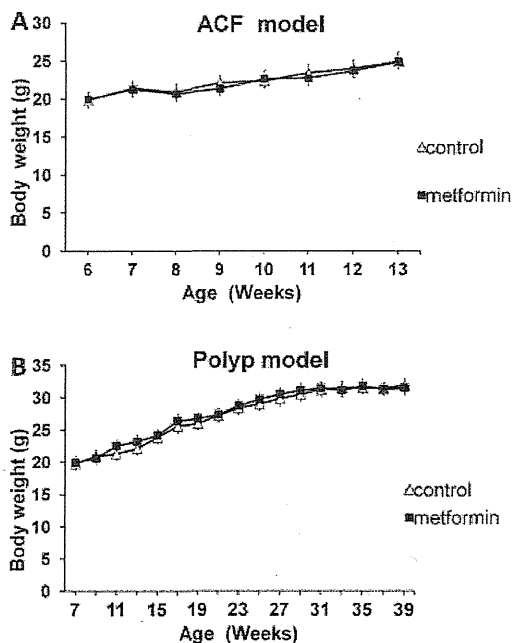 A
ACF model
30
25
20
15
10
5
0
Body weight (g)
6 7 8 9 10 11 12 13
Age (Weeks)
control
metformin
B
Polyp model
35
30
25
20
15
10
5
0
Body weight (g)
7 11 15 19 23 27 31 35 39
Age (Weeks)
control
metformin